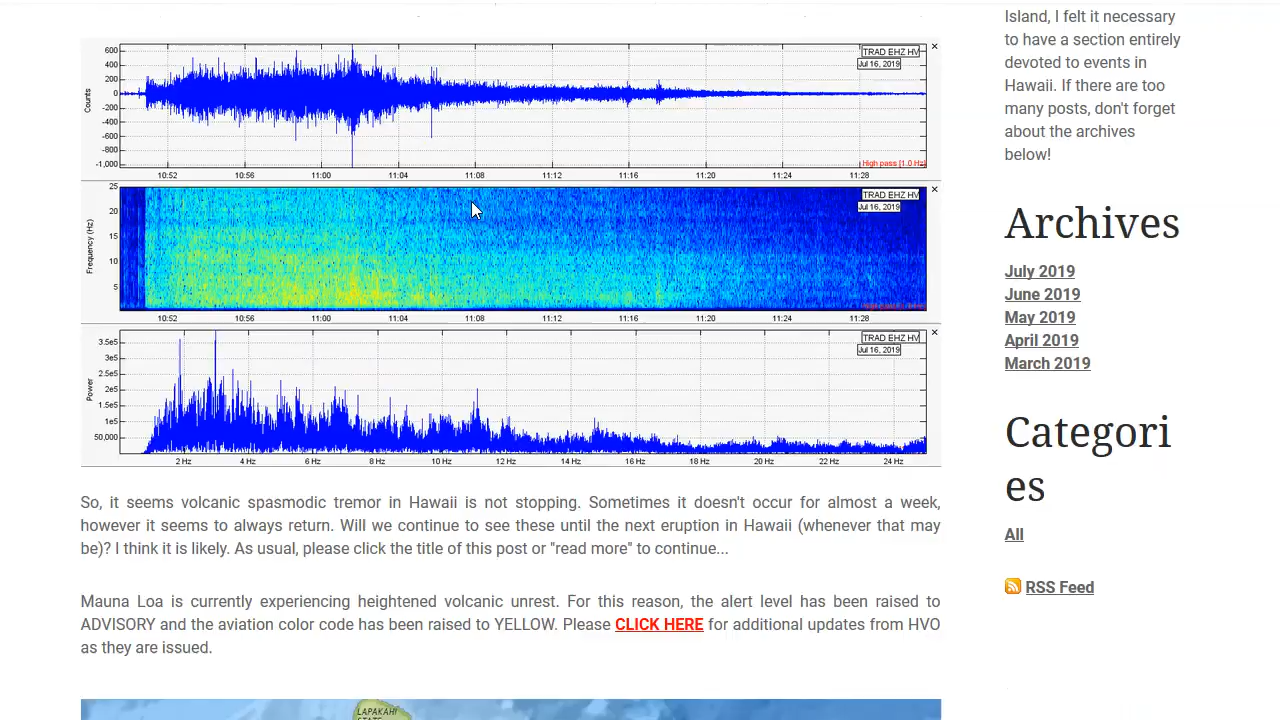 600
400
200
0
-200
-400
-600
-800
-1,000
Counts
TRAD EHZ HV
Jul 16, 2019
High pass [1.0 Hz]
10:52 10:56 11:00 11:04 11:08 11:12 11:16 11:20 11:24 11:28
25
20
15
10
5
Frequency (Hz)
TRAD EHZ HV
Jul 16, 2019
10:52 10:56 11:00 11:04 11:08 11:12 11:16 11:20 11:24 11:28
3.5e5
3e5
2.5e5
2e5
1.5e5
1e5
50,000
Power
TRAD EHZ HV
Jul 16, 2019
2 Hz 4 Hz 6 Hz 8 Hz 10 Hz 12 Hz 14 Hz 16 Hz 18 Hz 20 Hz 22 Hz 24 Hz
So, it seems volcanic spasmodic tremor in Hawaii is not stopping. Sometimes it doesn't occur for almost a week,
however it seems to always return. Will we continue to see these until the next eruption in Hawaii (whenever that may
be)? I think it is likely. As usual, please click the title of this post or "read more" to continue...
Mauna Loa is currently experiencing heightened volcanic unrest. For this reason, the alert level has been raised to
ADVISORY and the aviation color code has been raised to YELLOW. Please CLICK HERE for additional updates from HVO
as they are issued.
LAPAKAHI
STATE
Island, I felt it necessary
to have a section entirely
devoted to events in
Hawaii. If there are too
many posts, don't forget
about the archives
below!
Archives
July 2019
June 2019
May 2019
April 2019
March 2019
Categori
es
All
RSS Feed